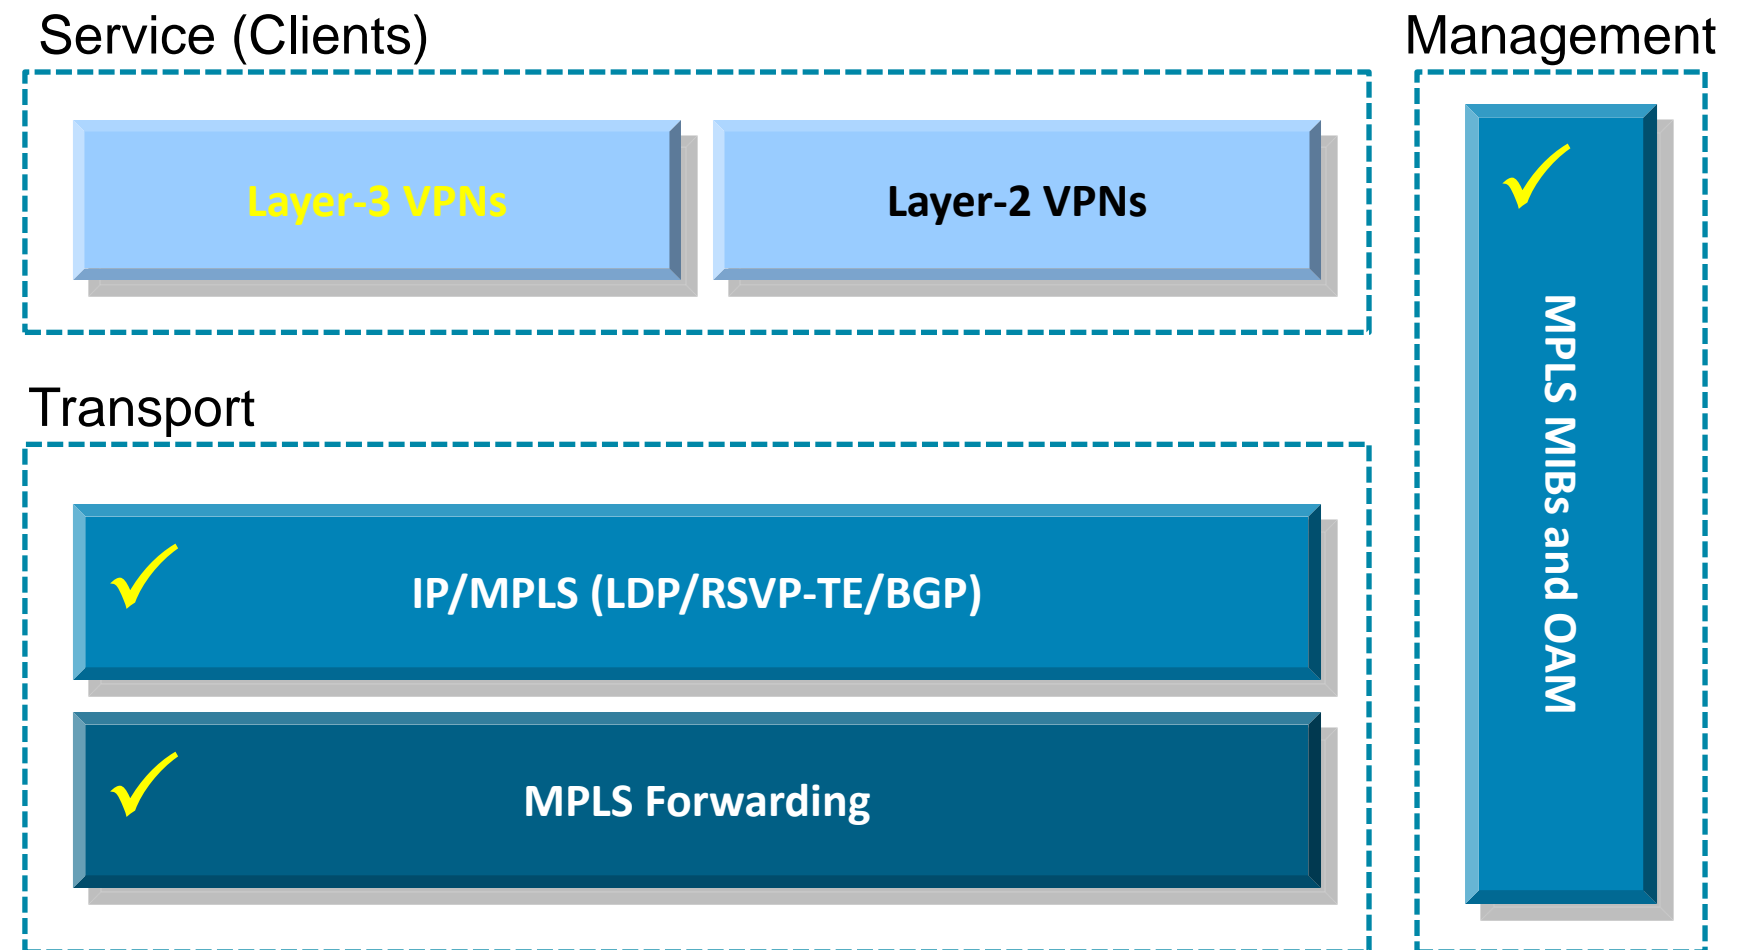 Service (Clients)
Management
Layer-3 VPNs
Layer-2 VPNs
MPLS MIBs and OAM
Transport
IP/MPLS (LDP/RSVP-TE/BGP)
MPLS Forwarding